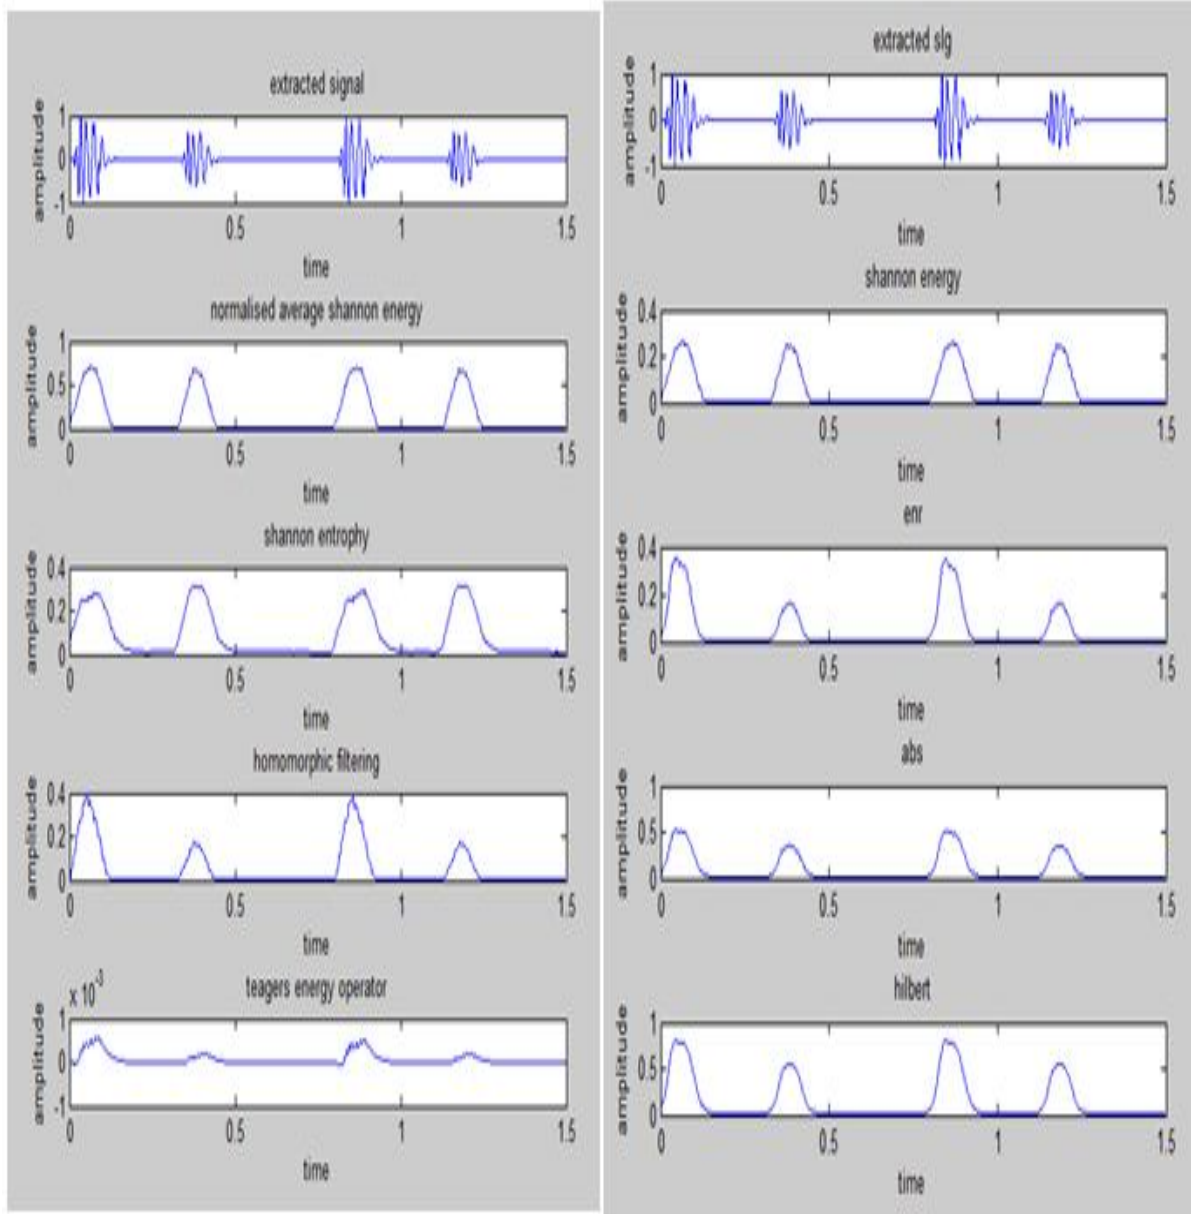 extracted signal
amplitude
1
0
-1
0 0.5 1 1.5
time
normalised average shannon energy
amplitude
1
0.5
0
0 0.5 1 1.5
time
shannon entrophy
amplitude
0.4
0.2
0
0 0.5 1 1.5
time
homomorphic filtering
amplitude
0.4
0.2
0
0 0.5 1 1.5
time
x 10^-3
teagers energy operator
amplitude
1
0
-1
0 0.5 1 1.5
time
extracted slg
amplitude
1
0
-1
0 0.5 1 1.5
time
shannon energy
amplitude
0.4
0.2
0
0 0.5 1 1.5
time
enr
amplitude
0.4
0.2
0
0 0.5 1 1.5
time
abs
amplitude
1
0.5
0
0 0.5 1 1.5
time
hilbert
amplitude
1
0.5
0
0 0.5 1 1.5
time